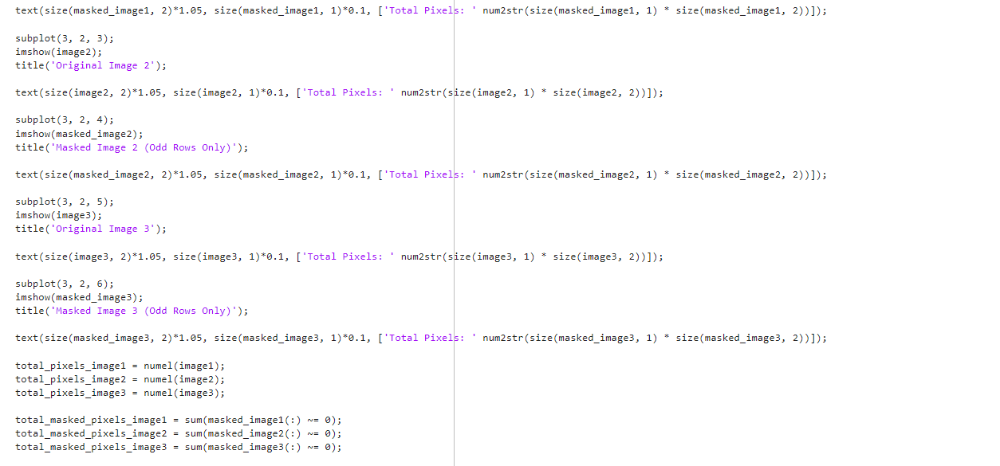 text(size(masked_image1, 2)*1.05, size(masked_image1, 1)*0.1, ['Total Pixels: ' num2str(size(masked_image1, 1) * size(masked_image1, 2))]);
subplot(3, 2, 3);
imshow(image2);
title('Original Image 2');
text(size(image2, 2)*1.05, size(image2, 1)*0.1, ['Total Pixels: ' num2str(size(image2, 1) * size(image2, 2))]);
subplot(3, 2, 4);
imshow(masked_image2);
title('Masked Image 2 (Odd Rows Only)');
text(size(masked_image2, 2)*1.05, size(masked_image2, 1)*0.1, ['Total Pixels: ' num2str(size(masked_image2, 1) * size(masked_image2, 2))]);
subplot(3, 2, 5);
imshow(image3);
title('Original Image 3');
text(size(image3, 2)*1.05, size(image3, 1)*0.1, ['Total Pixels: ' num2str(size(image3, 1) * size(image3, 2))]);
subplot(3, 2, 6);
imshow(masked_image3);
title('Masked Image 3 (Odd Rows Only)');
text(size(masked_image3, 2)*1.05, size(masked_image3, 1)*0.1, ['Total Pixels: ' num2str(size(masked_image3, 1) * size(masked_image3, 2))]);
total_pixels_image1 = numel(image1);
total_pixels_image2 = numel(image2);
total_pixels_image3 = numel(image3);
total_masked_pixels_image1 = sum(masked_image1(:) ~= 0);
total_masked_pixels_image2 = sum(masked_image2(:) ~= 0);
total_masked_pixels_image3 = sum(masked_image3(:) ~= 0);